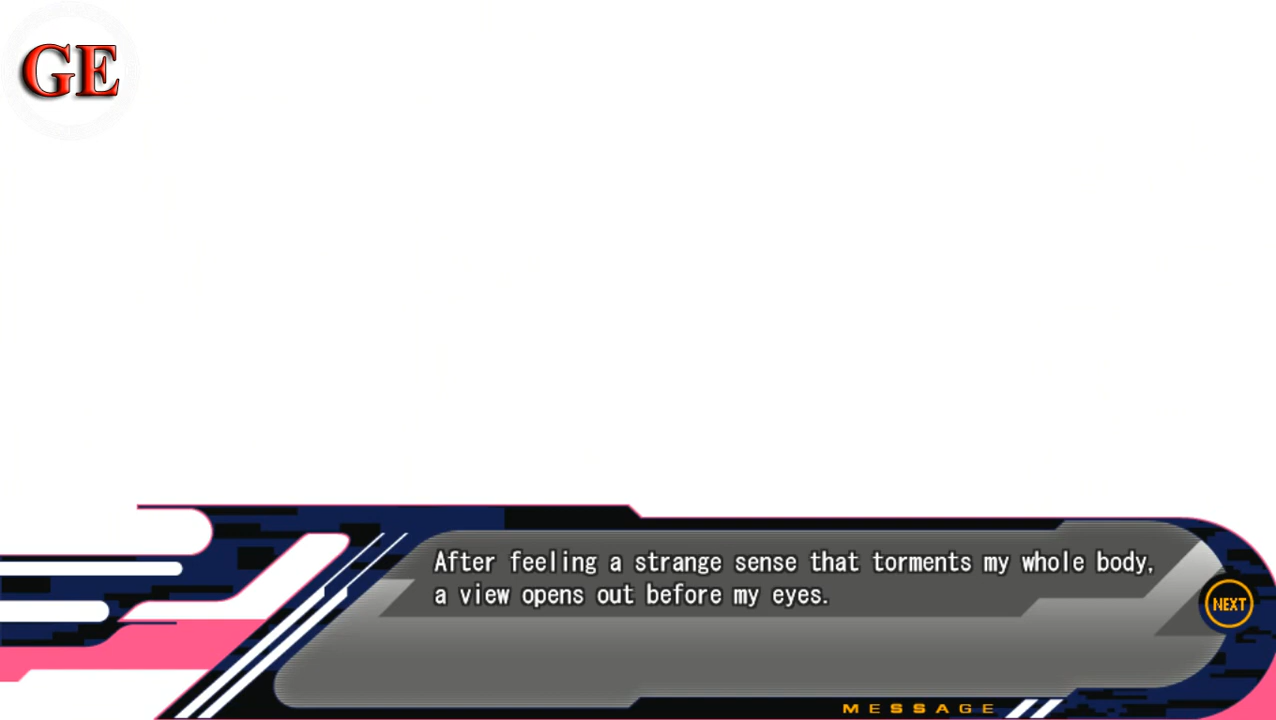 GE
After feeling a strange sense that torments my whole body,
a view opens out before my eyes.
NEXT
MESSAGE